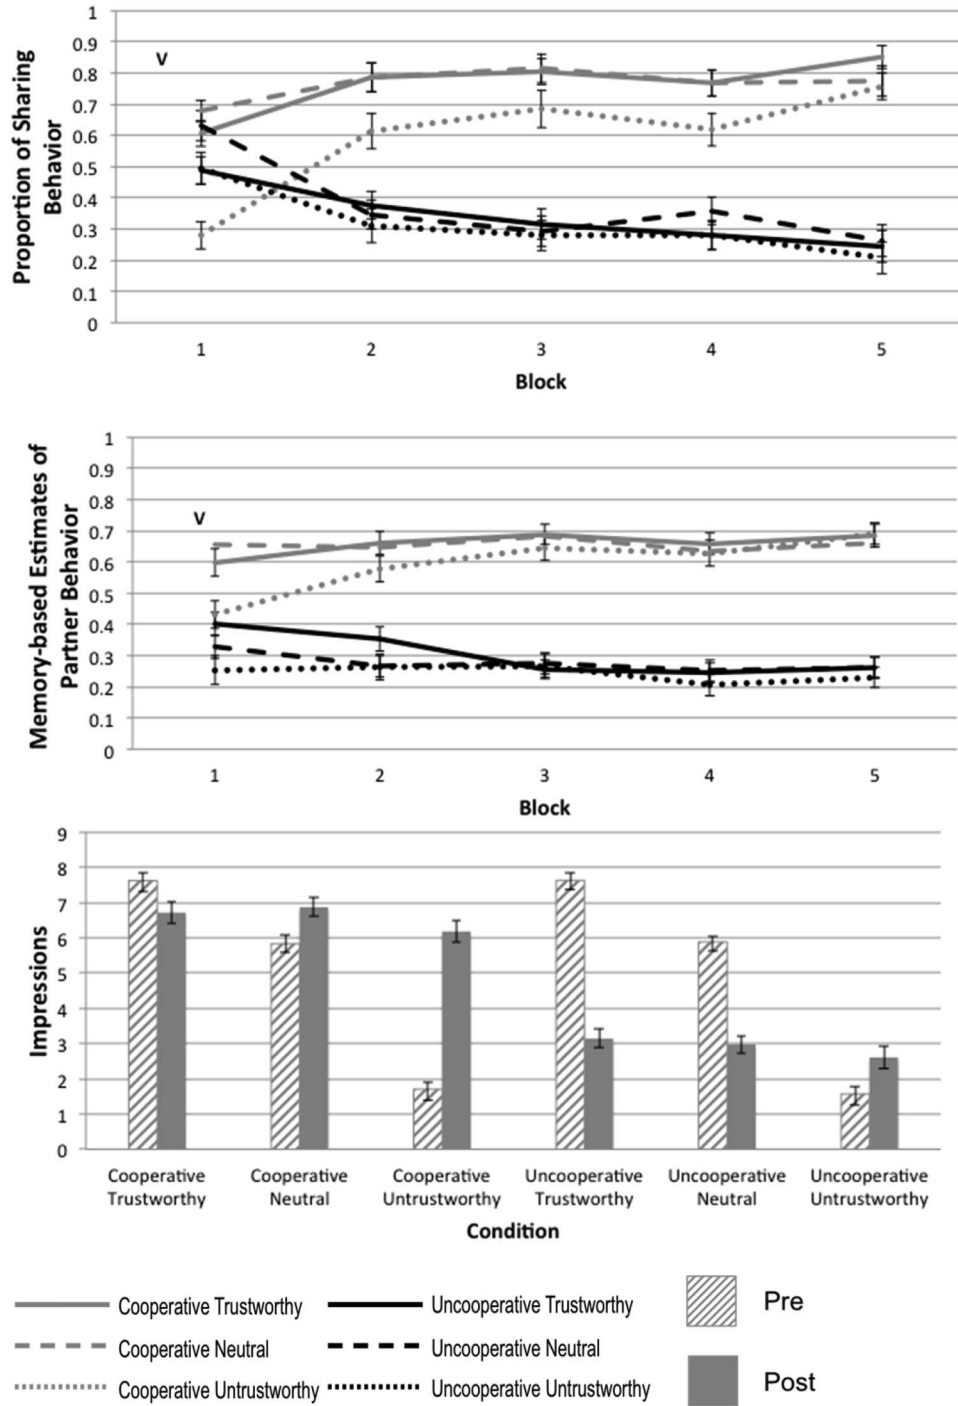 Proportion of Sharing
Behavior
1
0.9
0.8
0.7
0.6
0.5
0.4
0.3
0.2
0.1
0
V
1 2 3 4 5
Block
Memory-based Estimates of
Partner Behavior
1
0.9
0.8
0.7
0.6
0.5
0.4
0.3
0.2
0.1
0
V
1 2 3 4 5
Block
Impressions
9
8
7
6
5
4
3
2
1
0
Cooperative Cooperative Cooperative Uncooperative Uncooperative Uncooperative
Trustworthy Neutral Untrustworthy Trustworthy Neutral Untrustworthy
Condition
Cooperative Trustworthy Uncooperative Trustworthy Pre
Cooperative Neutral Uncooperative Neutral
Cooperative Untrustworthy Uncooperative Untrustworthy Post